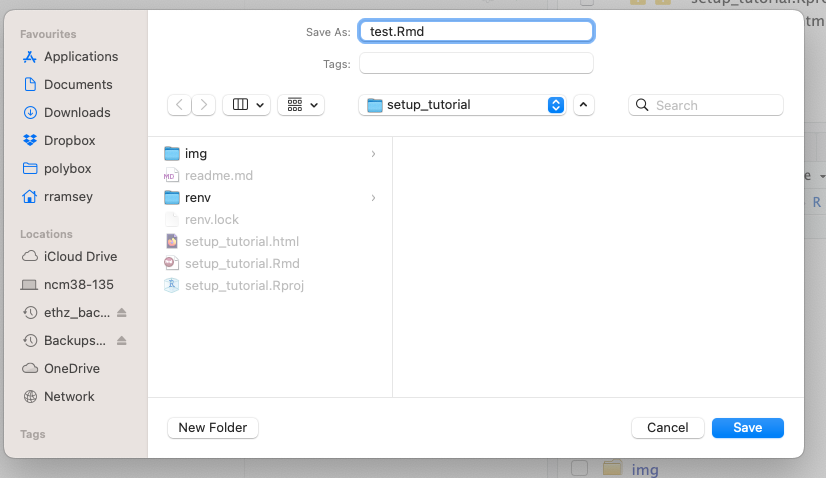 setup_tutorial.Rpro
Favourites
Save As: test.Rmd
Applications
Tags:
Documents
Downloads
setup_tutorial
Search
Dropbox
img
polybox
readme.md
rramsey
renv
renv.lock
Locations
setup_tutorial.html
iCloud Drive
setup_tutorial.Rmd
ncm38-135
setup_tutorial.Rproj
ethz_bac...
Backups...
OneDrive
Network
New Folder
Cancel
Save
Tags
img
R